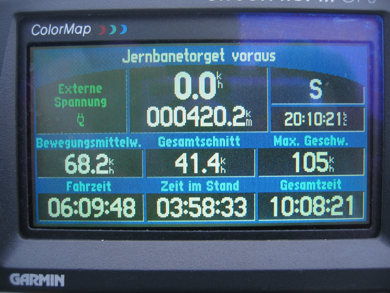 ColorMap
Jernbanetorget voraus
Externe
Spannung
0.0 k/h
000420.2 km
S
20:10:21
Bewegungsmittelw.
Gesamtschnitt
Max. Geschw.
68.2 k/h
41.4 k/h
105 k/h
Fahrzeit
Zeit im Stand
Gesamtzeit
06:09:48
03:58:33
10:08:21
GARMIN